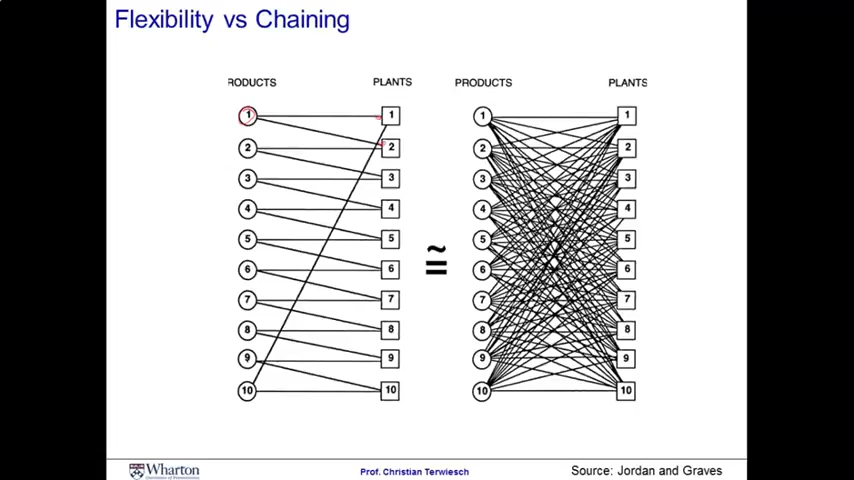 Flexibility vs Chaining
RODUCTS PLANTS PRODUCTS PLANTS
1 1 1 1
2 2 2 2
3 3 3 3
4 4 4 4
5 5 5 5
6 6 6 6
7 7 7 7
8 8 8 8
9 9 9 9
10 10 10 10
Wharton
Prof. Christian Terwiesch
Source: Jordan and Graves